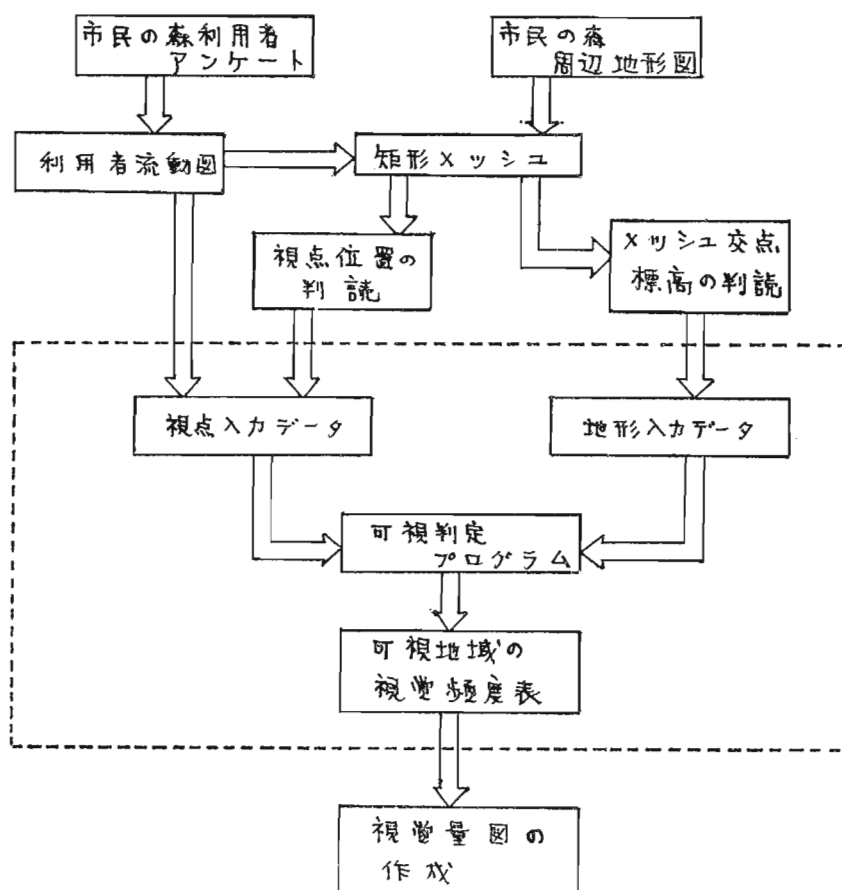 市民の森利用者
アンケート
市民の森
周辺地形図
利用者流動図
矩形メッシュ
視点位置の
判読
メッシュ交点
標高の判読
視点入力データ
地形入力データ
可視判定
プログラム
可視地域の
視覚頻度表
視覚量図の
作成